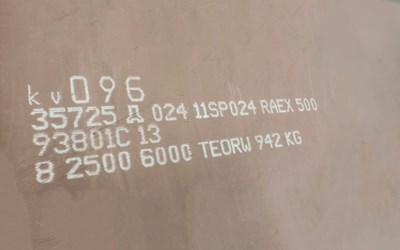 kv096
35725 024 11SP024 RAEX 500
93801C 13
8 2500 6000 TEORW 942 KG